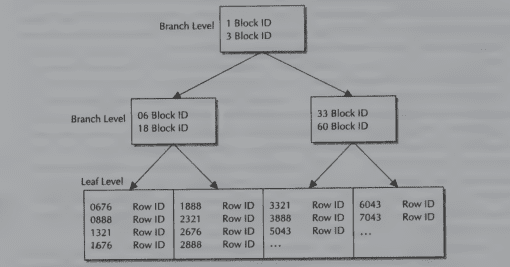 Branch Level
1 Block ID
3 Block ID
Branch Level
06 Block ID
18 Block ID
33 Block ID
60 Block ID
Leaf Level
0676 Row ID 1888 Row ID 3321 Row ID 6043 Row ID
0888 Row ID 2321 Row ID 3888 Row ID 7043 Row ID
1321 Row ID 2676 Row ID 5043 Row ID ...
1676 Row ID 2888 Row ID ...